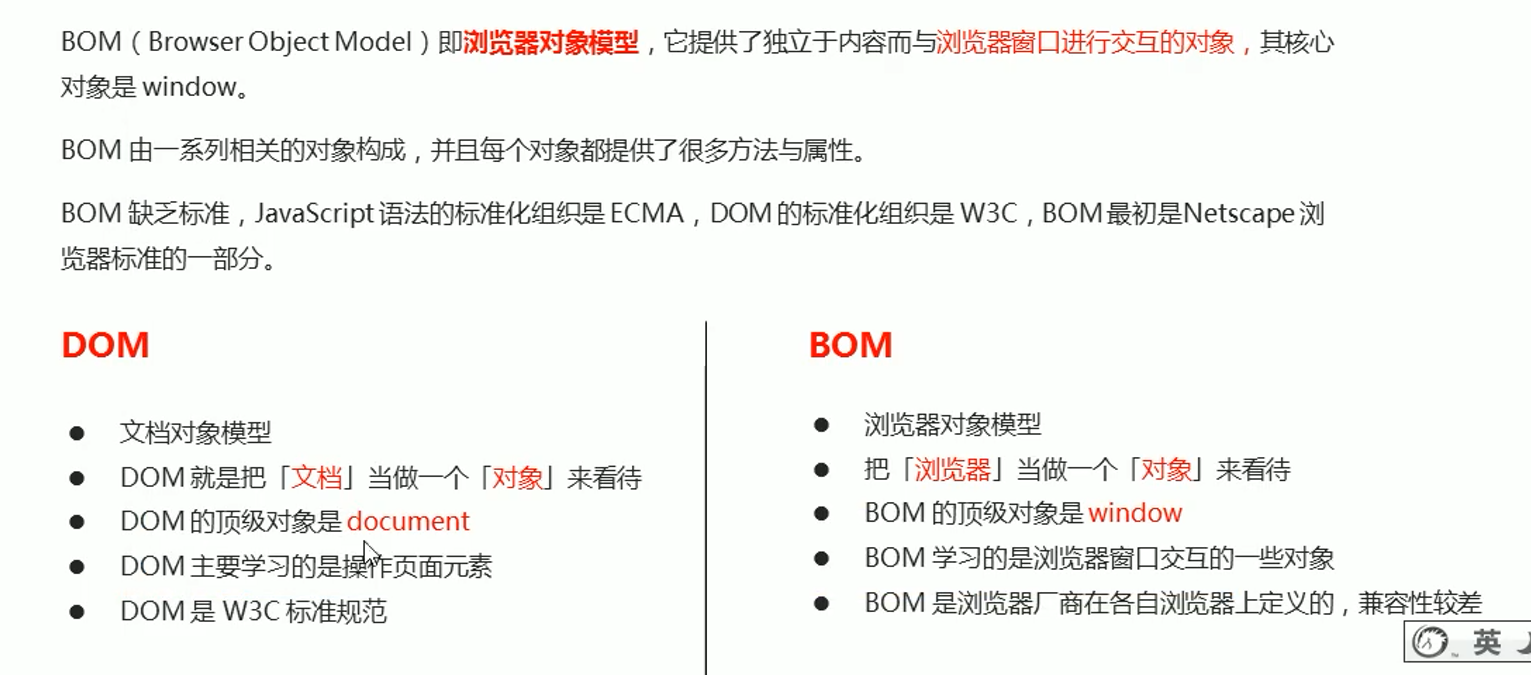 BOM（Browser Object Model）即浏览器对象模型，它提供了独立于内容而与浏览器窗口进行交互的对象，其核心
对象是 window。
BOM 由一系列相关的对象构成，并且每个对象都提供了很多方法与属性。
BOM 缺乏标准，JavaScript 语法的标准化组织是 ECMA，DOM 的标准化组织是 W3C，BOM 最初是Netscape 浏
览器标准的一部分。
DOM
● 文档对象模型
● DOM 就是把「文档」当做一个「对象」来看待
● DOM 的顶级对象是 document
● DOM 主要学习的是操作页面元素
● DOM 是 W3C 标准规范
BOM
● 浏览器对象模型
● 把「浏览器」当做一个「对象」来看待
● BOM 的顶级对象是 window
● BOM 学习的是浏览器窗口交互的一些对象
● BOM 是浏览器厂商在各自浏览器上定义的，兼容性较差
英